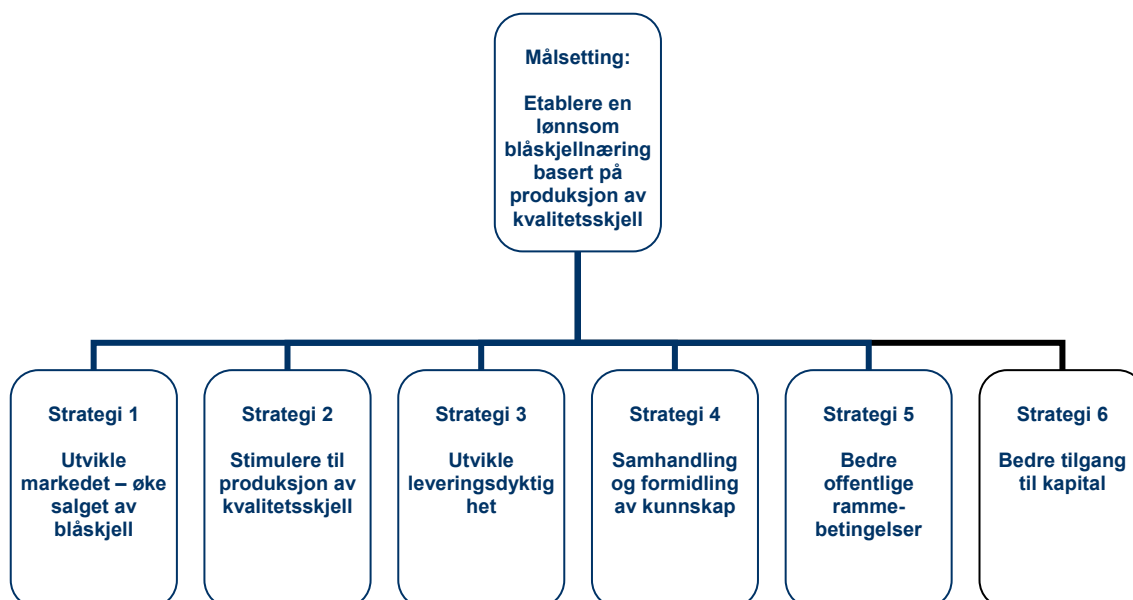 Målsetting:
Etablere en
lønnsom
blåskjellnæring
basert på
produksjon av
kvalitetsskjell
Strategi 1
Utvikle
markedet – øke
salget av
blåskjell
Strategi 2
Stimulere til
produksjon av
kvalitetsskjell
Strategi 3
Utvikle
leveringsdyktig
het
Strategi 4
Samhandling
og formidling
av kunnskap
Strategi 5
Bedre
offentlige
ramme-
betingelser
Strategi 6
Bedre tilgang
til kapital